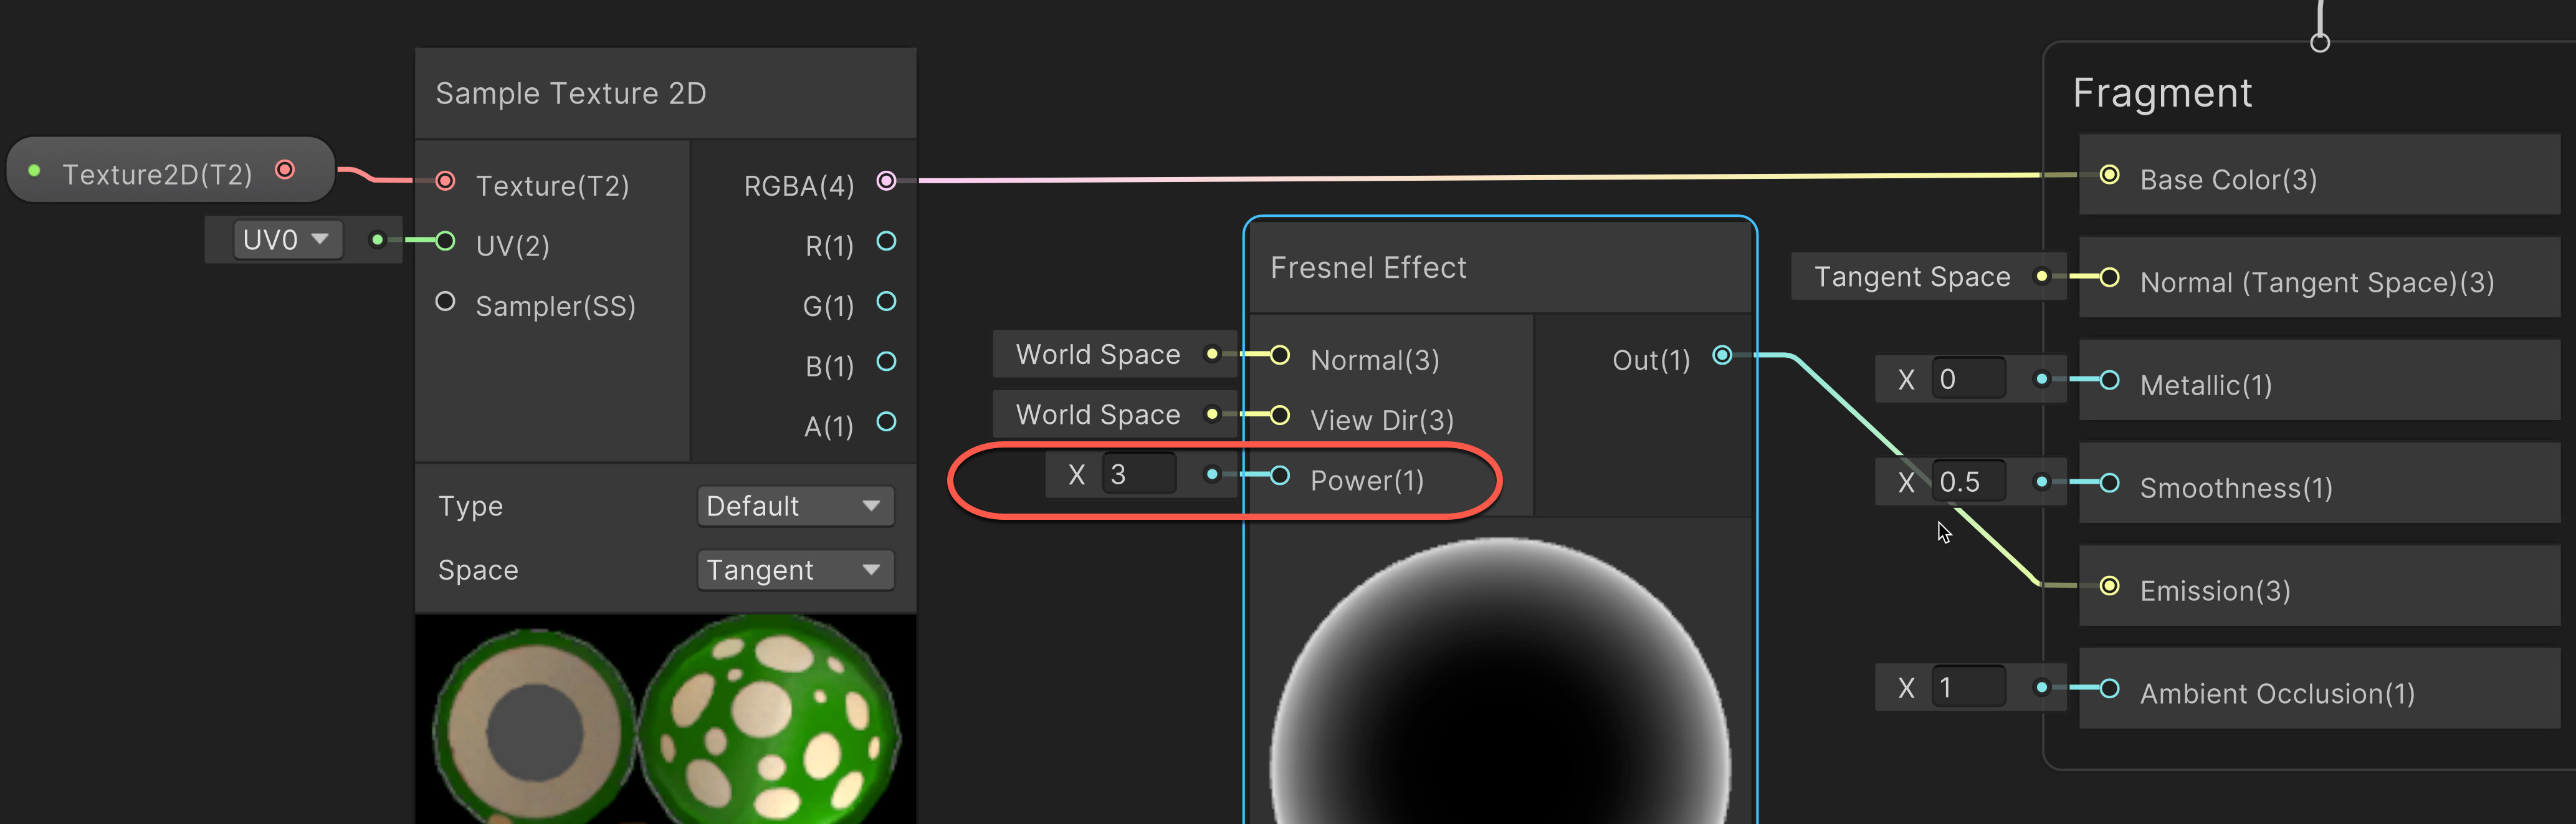 Texture2D(T2)
UV0
Sample Texture 2D
Texture(T2)
UV(2)
Sampler(SS)
RGBA(4)
R(1)
G(1)
B(1)
A(1)
Type
Default
Space
Tangent
Fresnel Effect
World Space
Normal(3)
World Space
View Dir(3)
X 3
Power(1)
Out(1)
Fragment
Base Color(3)
Tangent Space
Normal (Tangent Space)(3)
X 0
Metallic(1)
X 0.5
Smoothness(1)
Emission(3)
X 1
Ambient Occlusion(1)